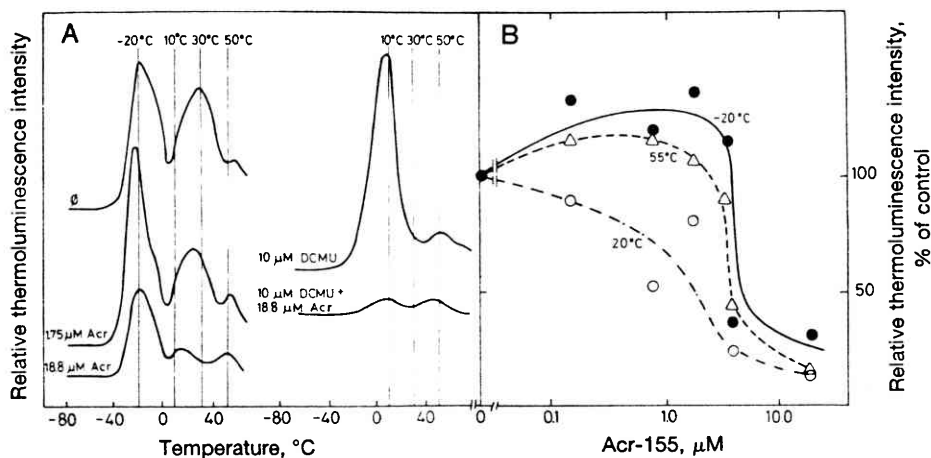 A
-20°C 10°C 30°C 50°C
10°C 30°C 50°C
B
Relative thermoluminescence intensity
Ø
1.75 µM Acr
18.8 µM Acr
10 µM DCMU
10 µM DCMU +
18.8 µM Acr
-80 -40 0 40 80
-80 -40 0 40 80
Temperature, °C
-20°C
55°C
20°C
100
50
Relative thermoluminescence intensity,
% of control
0 0.1 1.0 10.0
Acr-155, µM